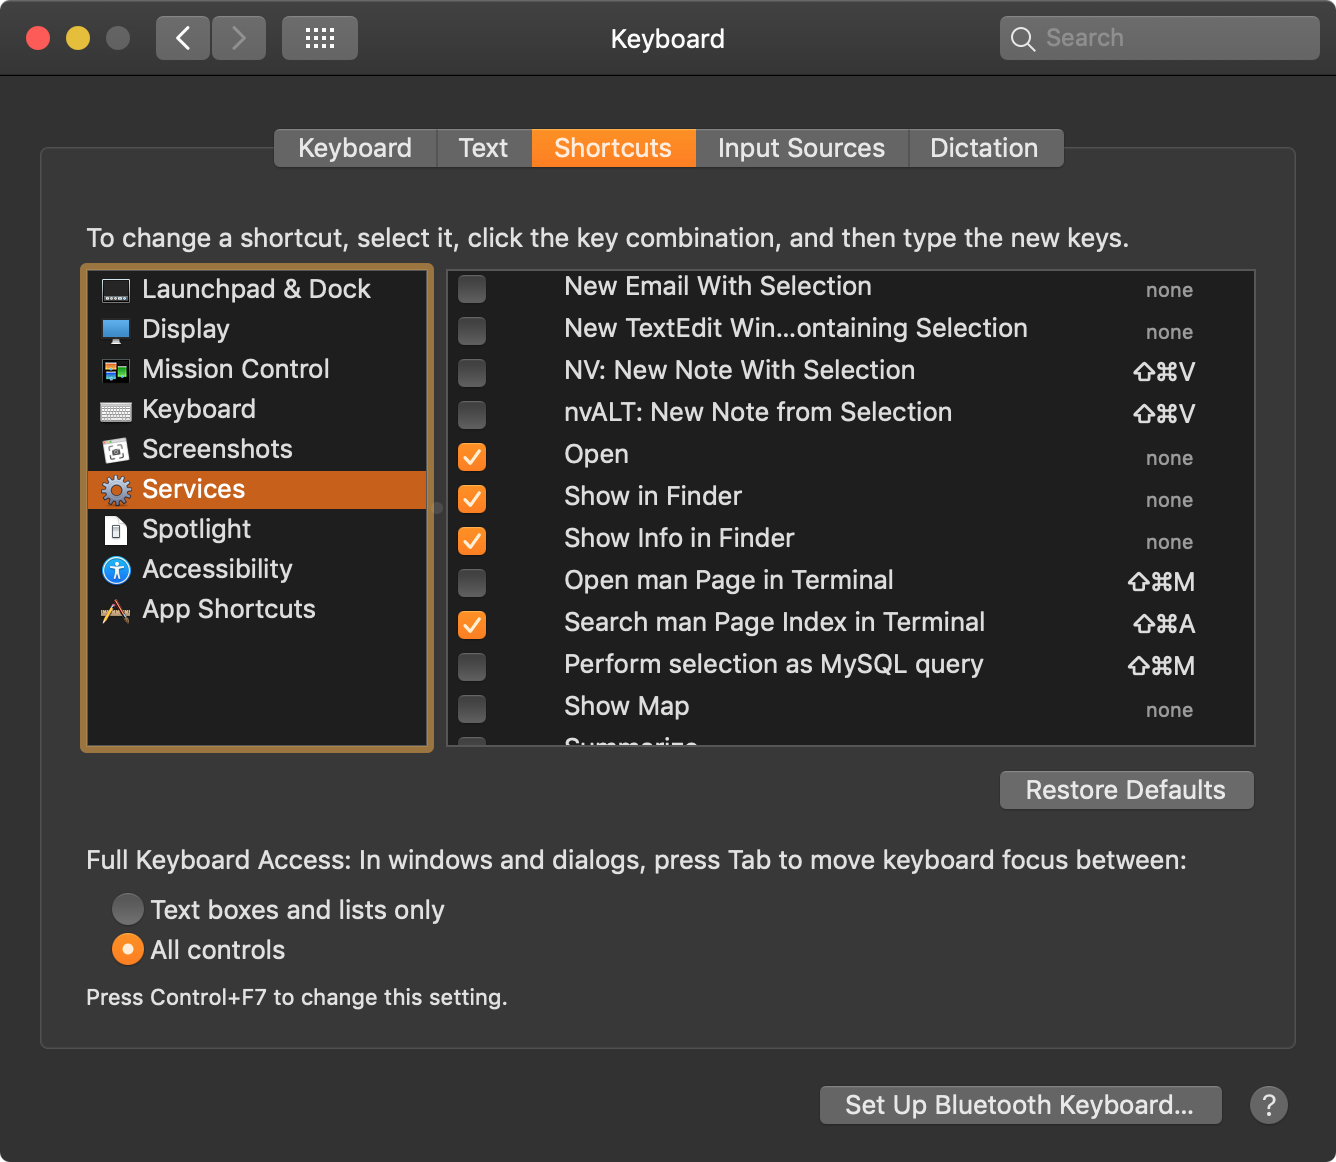 Keyboard
Search
Keyboard Text Shortcuts Input Sources Dictation
To change a shortcut, select it, click the key combination, and then type the new keys.
Launchpad & Dock
Display
Mission Control
Keyboard
Screenshots
Services
Spotlight
Accessibility
App Shortcuts
New Email With Selection none
New TextEdit Win...ontaining Selection none
NV: New Note With Selection ⇧⌘V
nvALT: New Note from Selection ⇧⌘V
Open none
Show in Finder none
Show Info in Finder none
Open man Page in Terminal ⇧⌘M
Search man Page Index in Terminal ⇧⌘A
Perform selection as MySQL query ⇧⌘M
Show Map none
Summarize
Restore Defaults
Full Keyboard Access: In windows and dialogs, press Tab to move keyboard focus between:
Text boxes and lists only
All controls
Press Control+F7 to change this setting.
Set Up Bluetooth Keyboard...
?